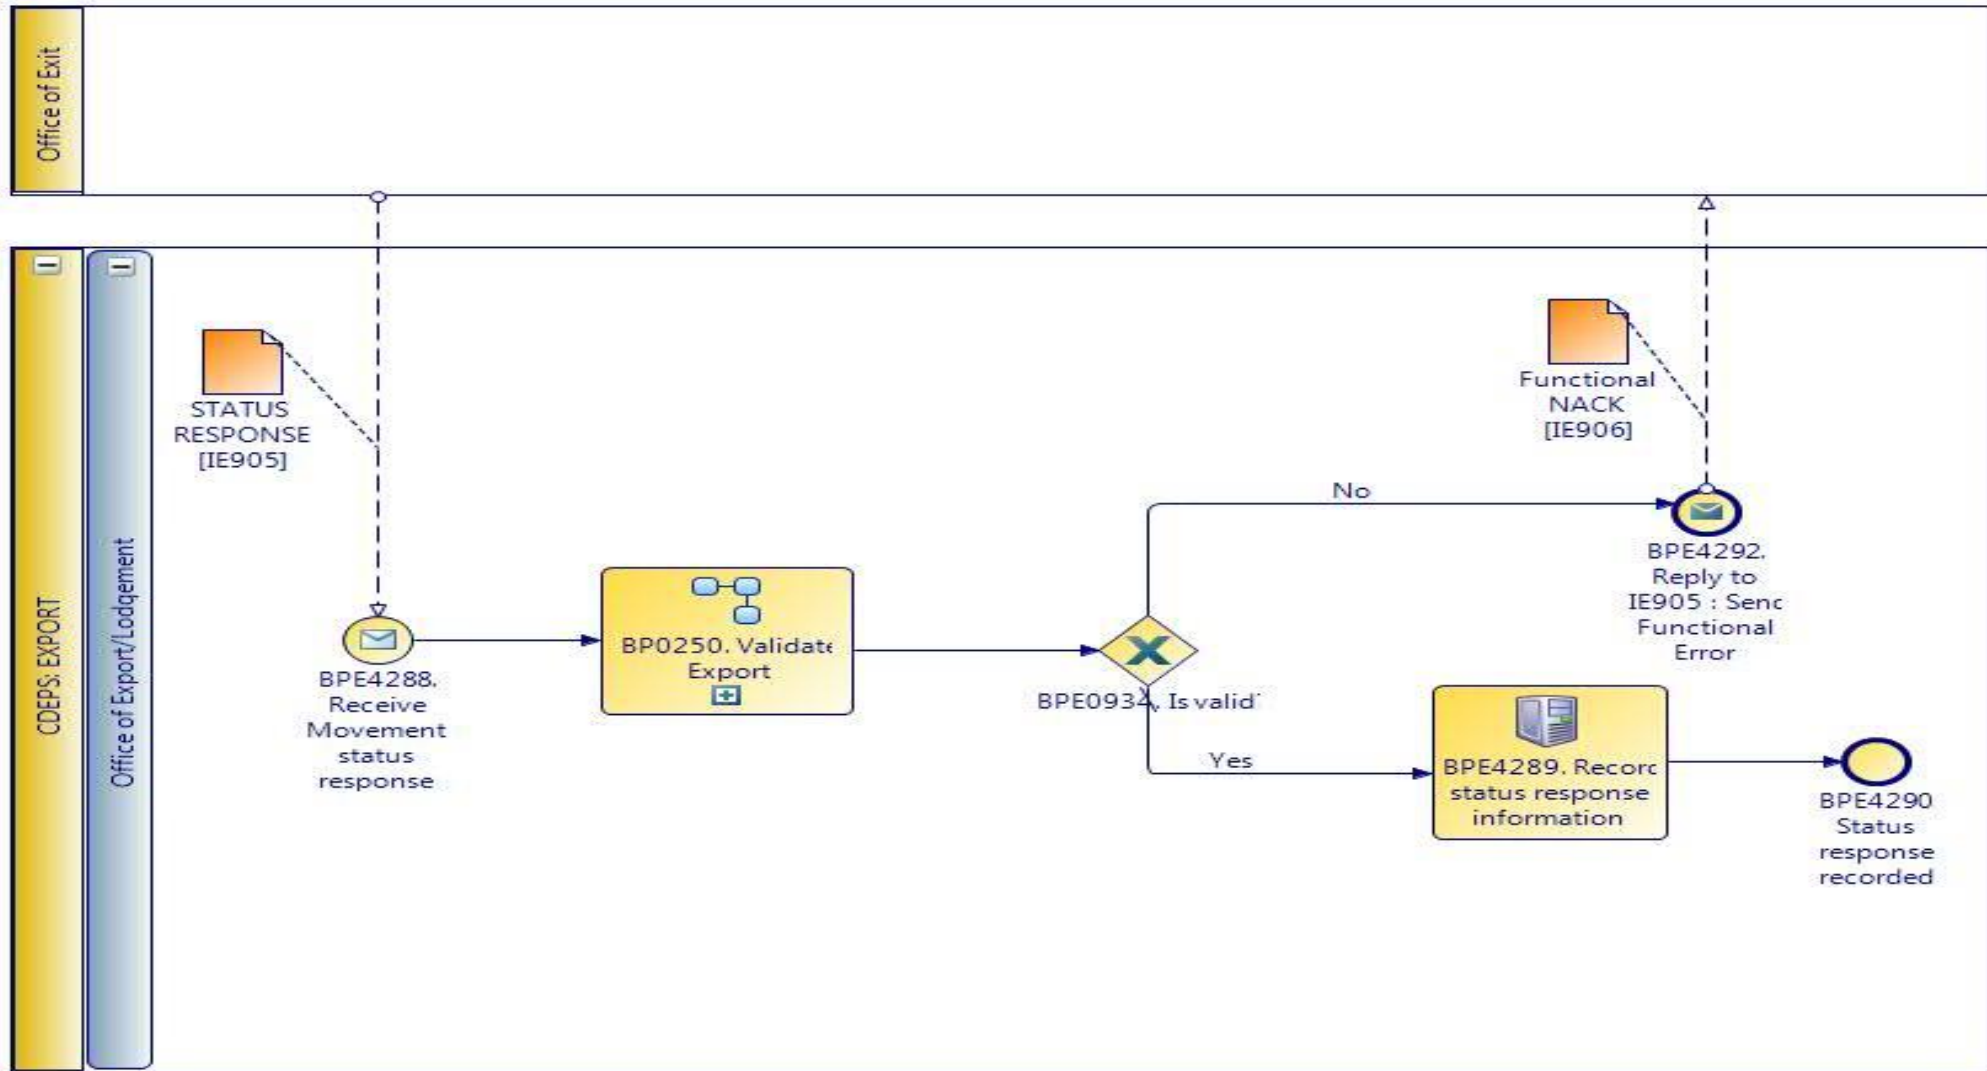 Office of Exit
CDEPS: EXPORT
Office of Export/Lodgement
STATUS
RESPONSE
[IE905]
BPE4288.
Receive
Movement
status
response
BP0250. Validate
Export
BPE0934. Is valid
No
Yes
Functional
NACK
[IE906]
BPE4292.
Reply to
IE905 : Senc
Functional
Error
BPE4289. Recorc
status response
information
BPE4290
Status
response
recorded